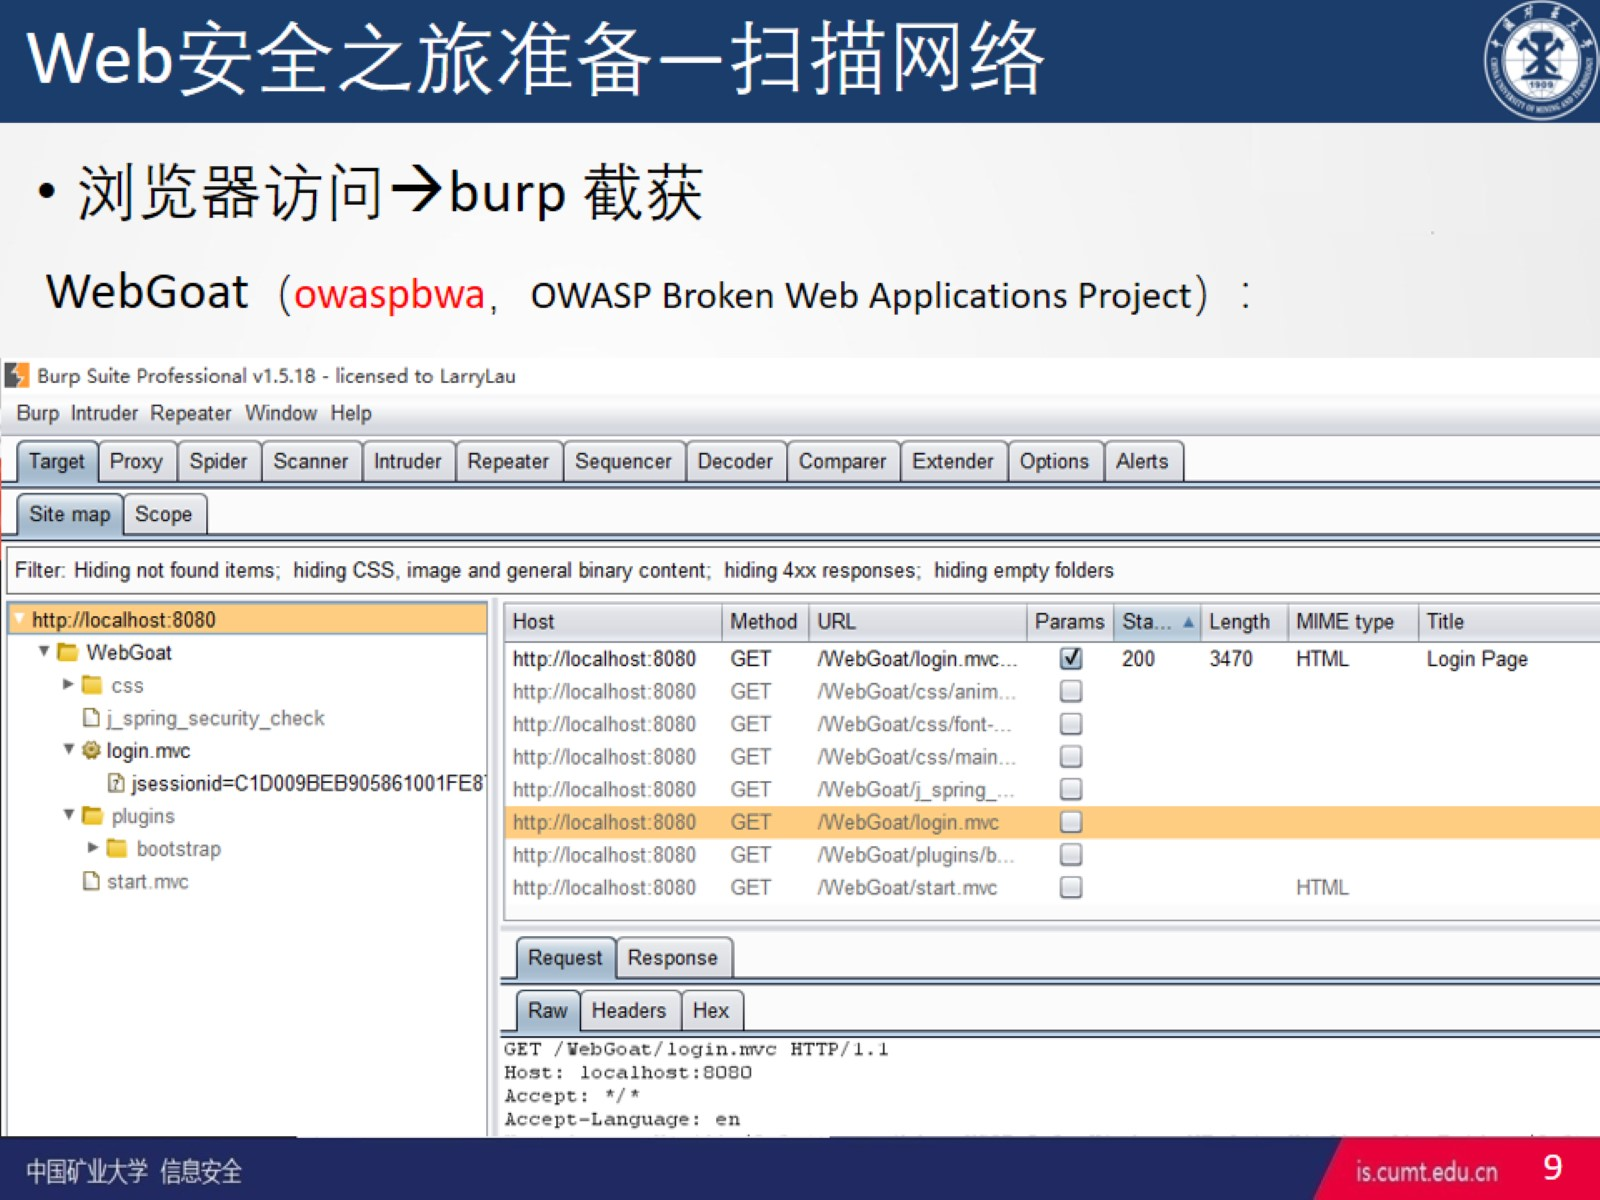 Web安全之旅准备—扫描网络
1909
• 浏览器访问→burp 截获
WebGoat（owaspbwa， OWASP Broken Web Applications Project）：
Burp Suite Professional v1.5.18 - licensed to LarryLau
Burp Intruder Repeater Window Help
Target Proxy Spider Scanner Intruder Repeater Sequencer Decoder Comparer Extender Options Alerts
Site map Scope
Filter: Hiding not found items; hiding CSS, image and general binary content; hiding 4xx responses; hiding empty folders
http://localhost:8080
WebGoat
css
j_spring_security_check
login.mvc
jsessionid=C1D009BEB905861001FE8
plugins
bootstrap
start.mvc
Host Method URL Params Sta... Length MIME type Title
http://localhost:8080 GET /WebGoat/login.mvc... 200 3470 HTML Login Page
http://localhost:8080 GET /WebGoat/css/anim...
http://localhost:8080 GET /WebGoat/css/font-...
http://localhost:8080 GET /WebGoat/css/main...
http://localhost:8080 GET /WebGoat/j_spring_...
http://localhost:8080 GET /WebGoat/login.mvc
http://localhost:8080 GET /WebGoat/plugins/b...
http://localhost:8080 GET /WebGoat/start.mvc HTML
Request Response
Raw Headers Hex
GET /WebGoat/login.mvc HTTP/1.1
Host: localhost:8080
Accept: */*
Accept-Language: en
中国矿业大学 信息安全
is.cumt.edu.cn 9